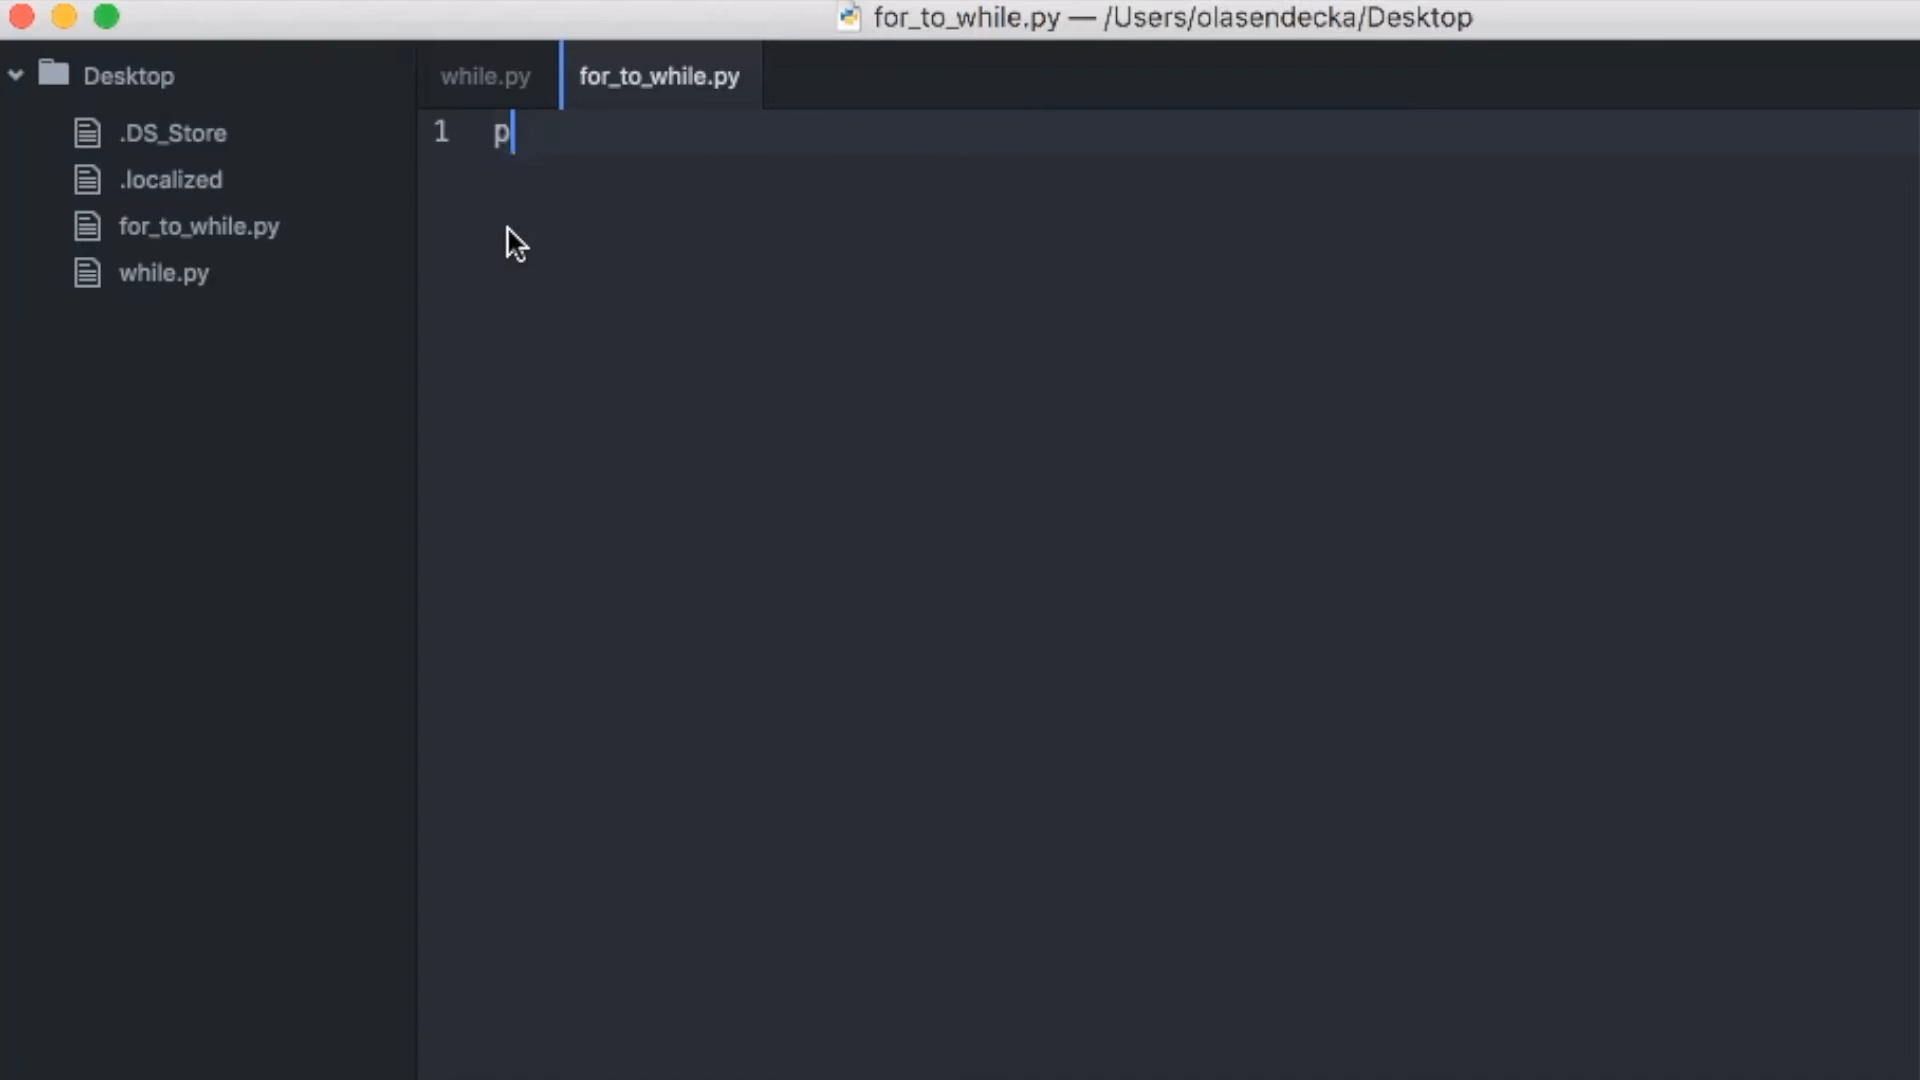 for_to_while.py — /Users/olasendecka/Desktop
Desktop
.DS_Store
.localized
for_to_while.py
while.py
while.py
for_to_while.py
1 p